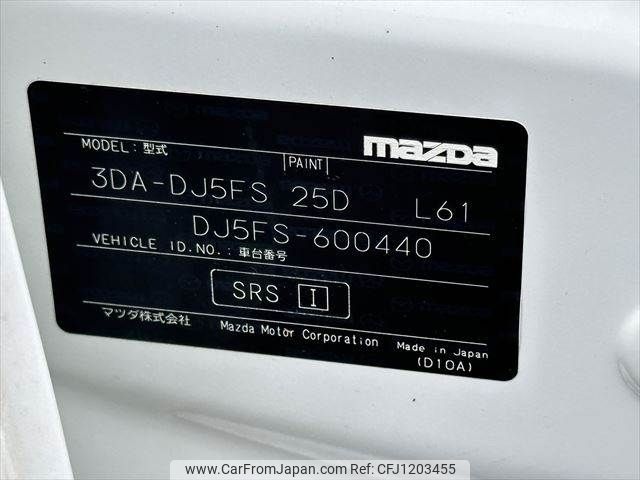 mazda
MODEL : 型式
PAINT
3DA-DJ5FS 25D L61
DJ5FS-600440
VEHICLE ID.NO. : 車台番号
SRS I
マツダ株式会社 Mazda Motor Corporation Made in Japan
(D10A)
www.CarFromJapan.com | CFJ1203455